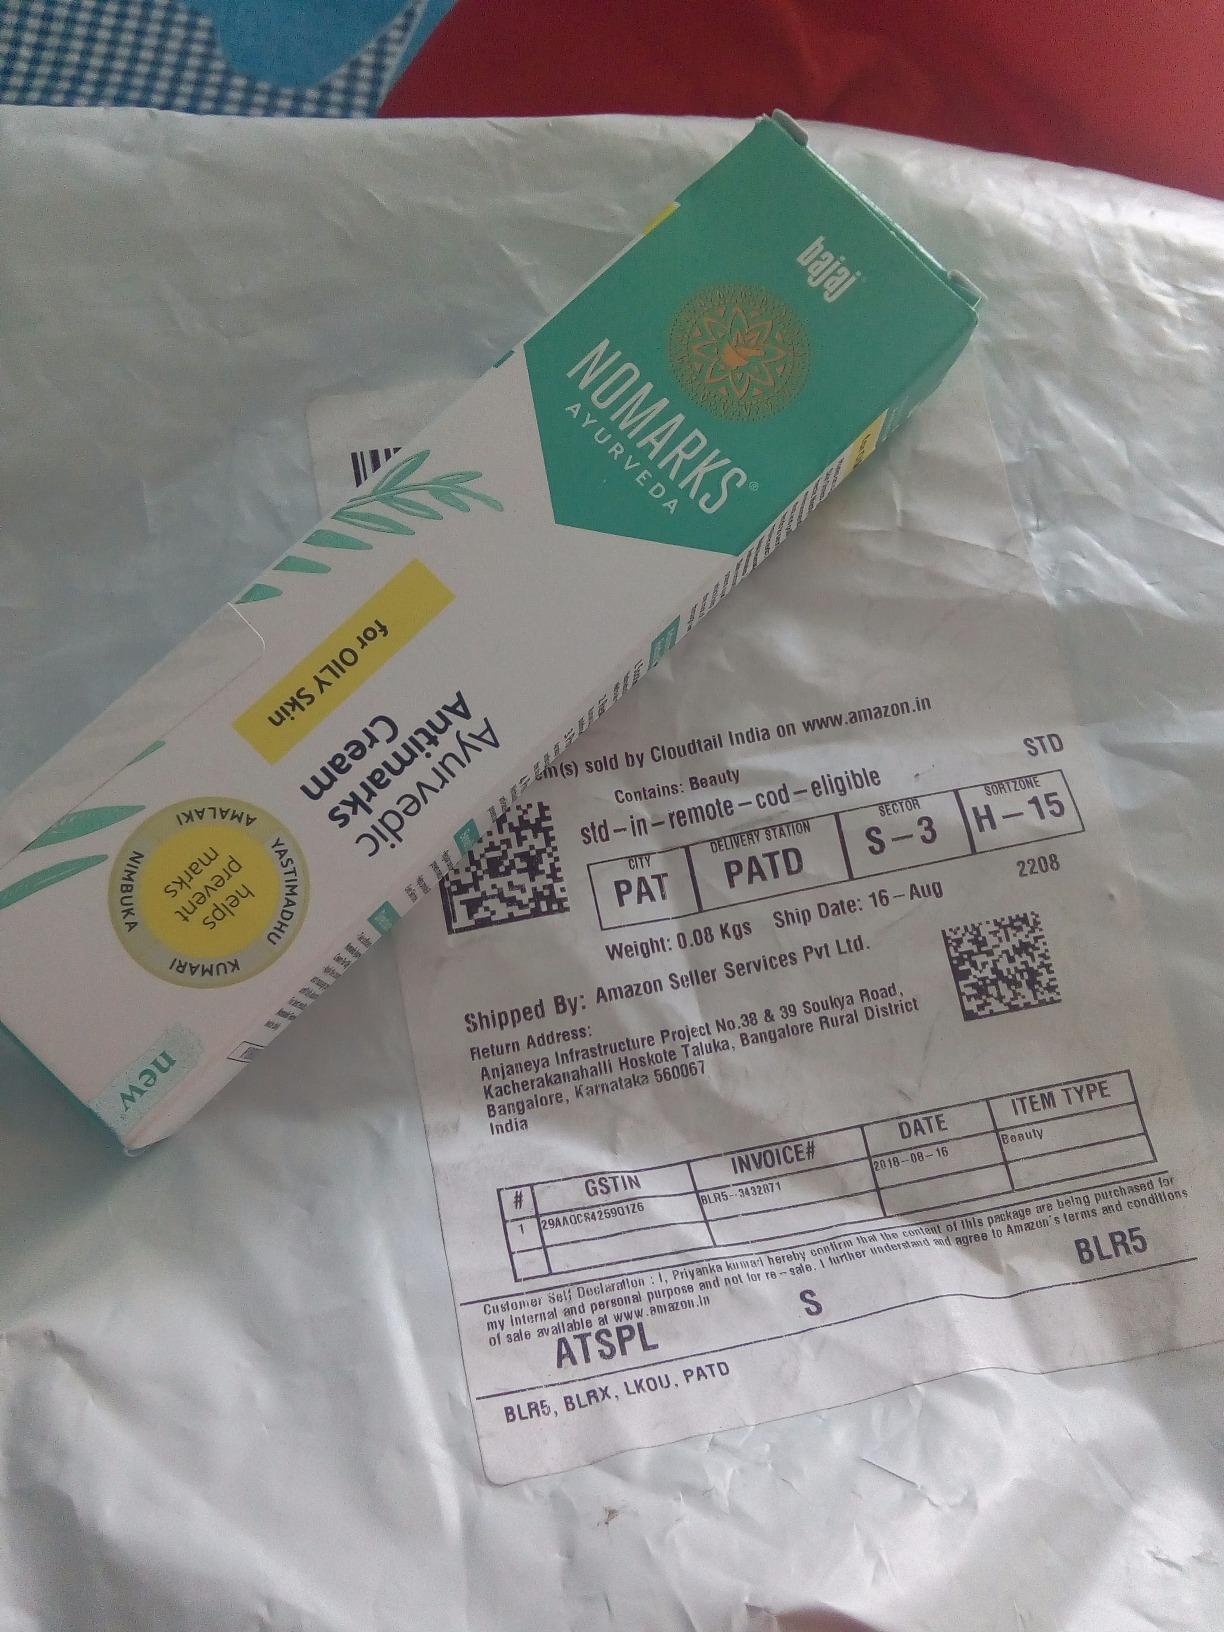 bajaj
NOMARKS®
AYURVEDA
for OILY Skin
Ayurvedic
Antimarks
Cream
helps
prevent
marks
AMALAKI
YASTIMADHU
KUMARI
NIMBUKA
new
sold by Cloudtail India on www.amazon.in
Contains: Beauty
STD
std-in-remote-cod-eligible
CITY
PAT
DELIVERY STATION
PATD
SECTOR
S-3
SORTZONE
H-15
Weight: 0.08 Kgs Ship Date: 16-Aug
2208
Shipped By: Amazon Seller Services Pvt Ltd.
Return Address:
Anjaneya Infrastructure Project No.38 & 39 Soukya Road,
Kacherakanahalli Hoskote Taluka, Bangalore Rural District
Bangalore, Karnataka 560067
India
# GSTIN INVOICE# DATE ITEM TYPE
1 BLR5-3432871 2018-08-16 Beauty
Customer Self Declaration : I, Priyanka kumari hereby confirm that the content of this package are being purchased for
my Internal and personal purpose and not for re-sale. I further understand and agree to Amazon's terms and conditions
of sale available at www.amazon.in
ATSPL
S
BLR5
BLR5, BLRX, LKOU, PATD